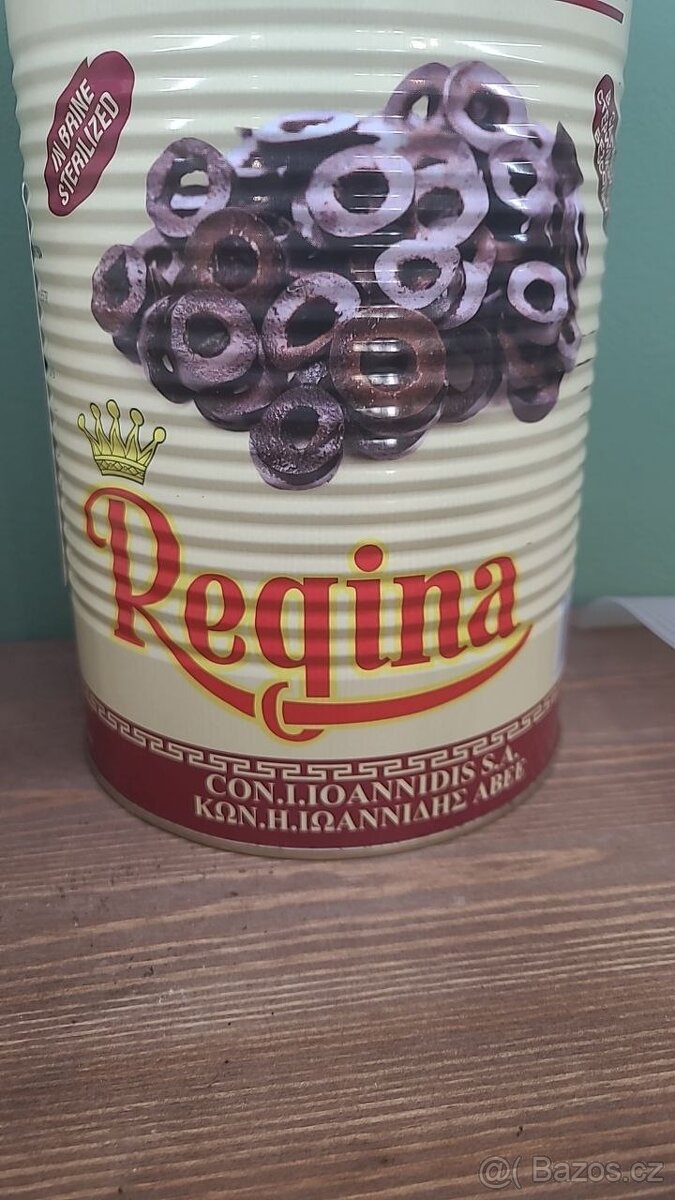 IN BRINE
STERILIZED
Regina
CON.I.IOANNIDIS S.A.
ΚΩΝ.Η.ΙΩΑΝΝΙΔΗΣ ΑΒΕΕ
@( Bazos.cz